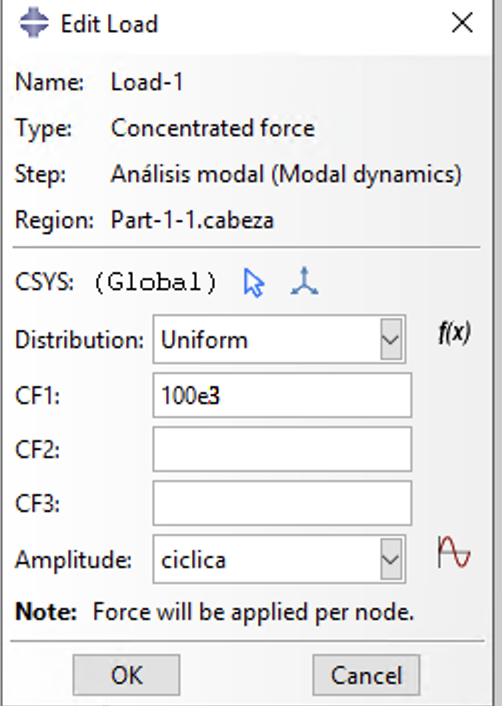 Edit Load
Name: Load-1
Type: Concentrated force
Step: Análisis modal (Modal dynamics)
Region: Part-1-1.cabeza
CSYS: (Global)
Distribution: Uniform f(x)
CF1: 100e3
CF2:
CF3:
Amplitude: ciclica
Note: Force will be applied per node.
OK Cancel